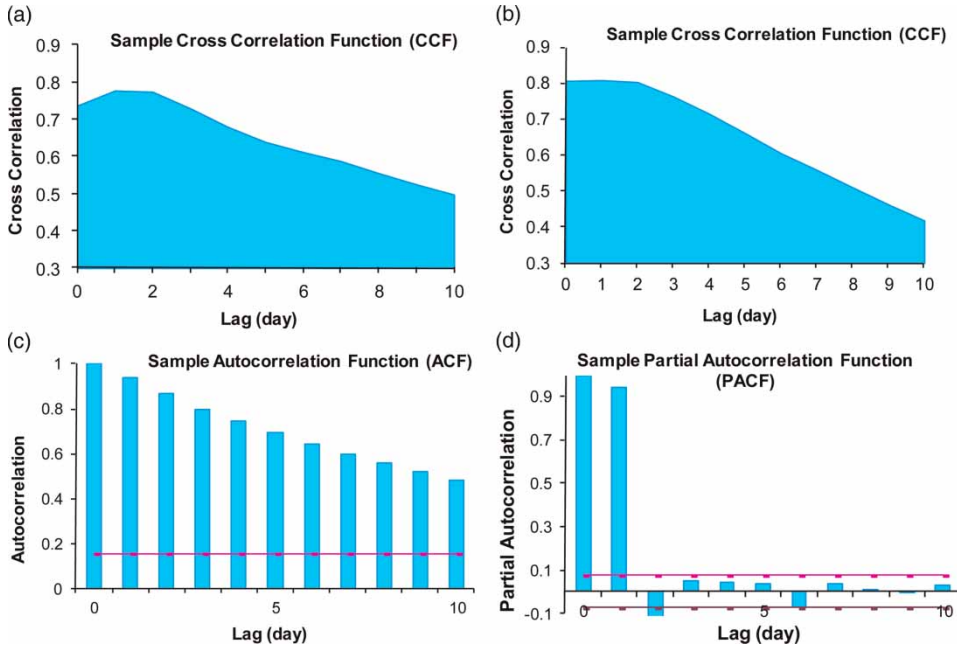 (a)
Sample Cross Correlation Function (CCF)
0.9
0.8
0.7
0.6
0.5
0.4
0.3
Cross Correlation
0 2 4 6 8 10
Lag (day)
(b)
Sample Cross Correlation Function (CCF)
0.9
0.8
0.7
0.6
0.5
0.4
0.3
Cross Correlation
0 1 2 3 4 5 6 7 8 9 10
Lag (day)
(c)
Sample Autocorrelation Function (ACF)
1
0.8
0.6
0.4
0.2
0
Autocorrelation
0 5 10
Lag (day)
(d)
Sample Partial Autocorrelation Function
(PACF)
0.9
0.7
0.5
0.3
0.1
-0.1
Partial Autocorrelation
0 5 10
Lag (day)